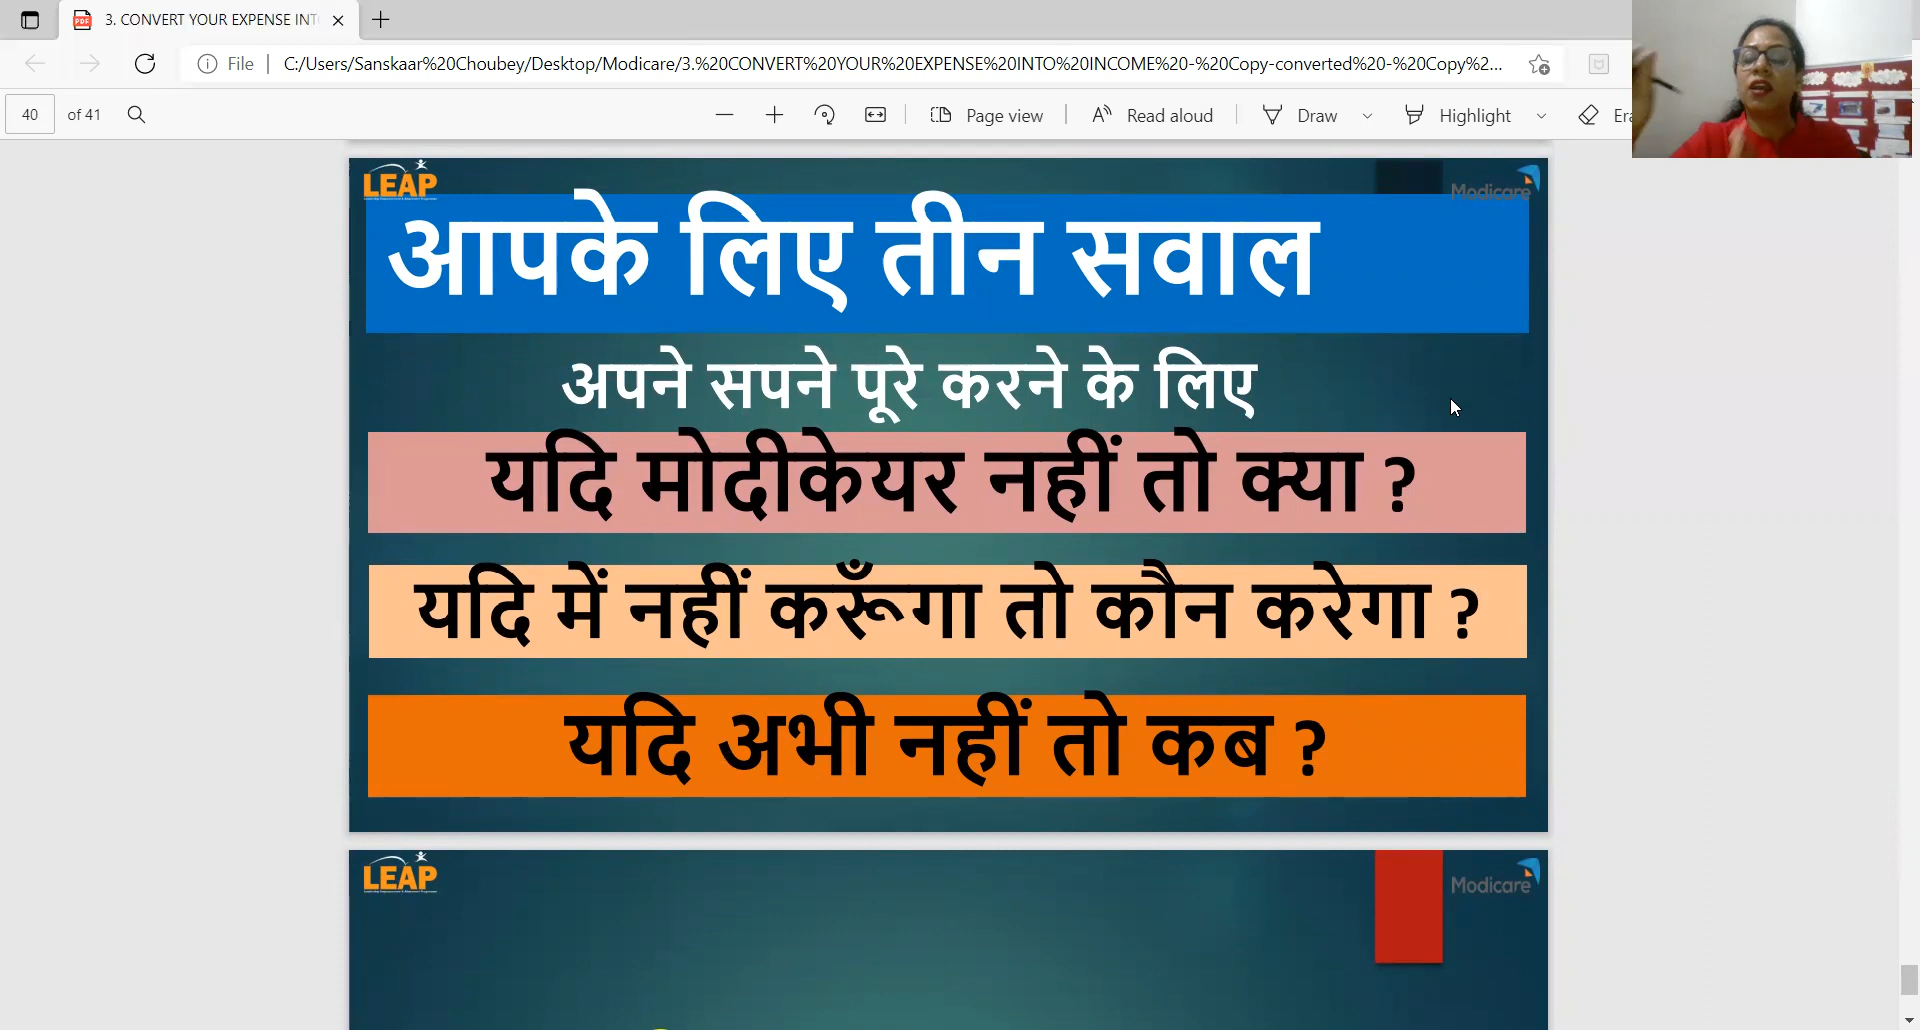 3. CONVERT YOUR EXPENSE INT
File
C:/Users/Sanskaar%20Choubey/Desktop/Modicare/3.%20CONVERT%20YOUR%20EXPENSE%20INTO%20INCOME%20-%20Copy-converted%20-%20Copy%2...
40 of 41
Page view
Read aloud
Draw
Highlight
Era
LEAP
Modicare
आपके लिए तीन सवाल
अपने सपने पूरे करने के लिए
यदि मोदीकेयर नहीं तो क्या ?
यदि में नहीं करूँगा तो कौन करेगा ?
यदि अभी नहीं तो कब ?
LEAP
Modicare